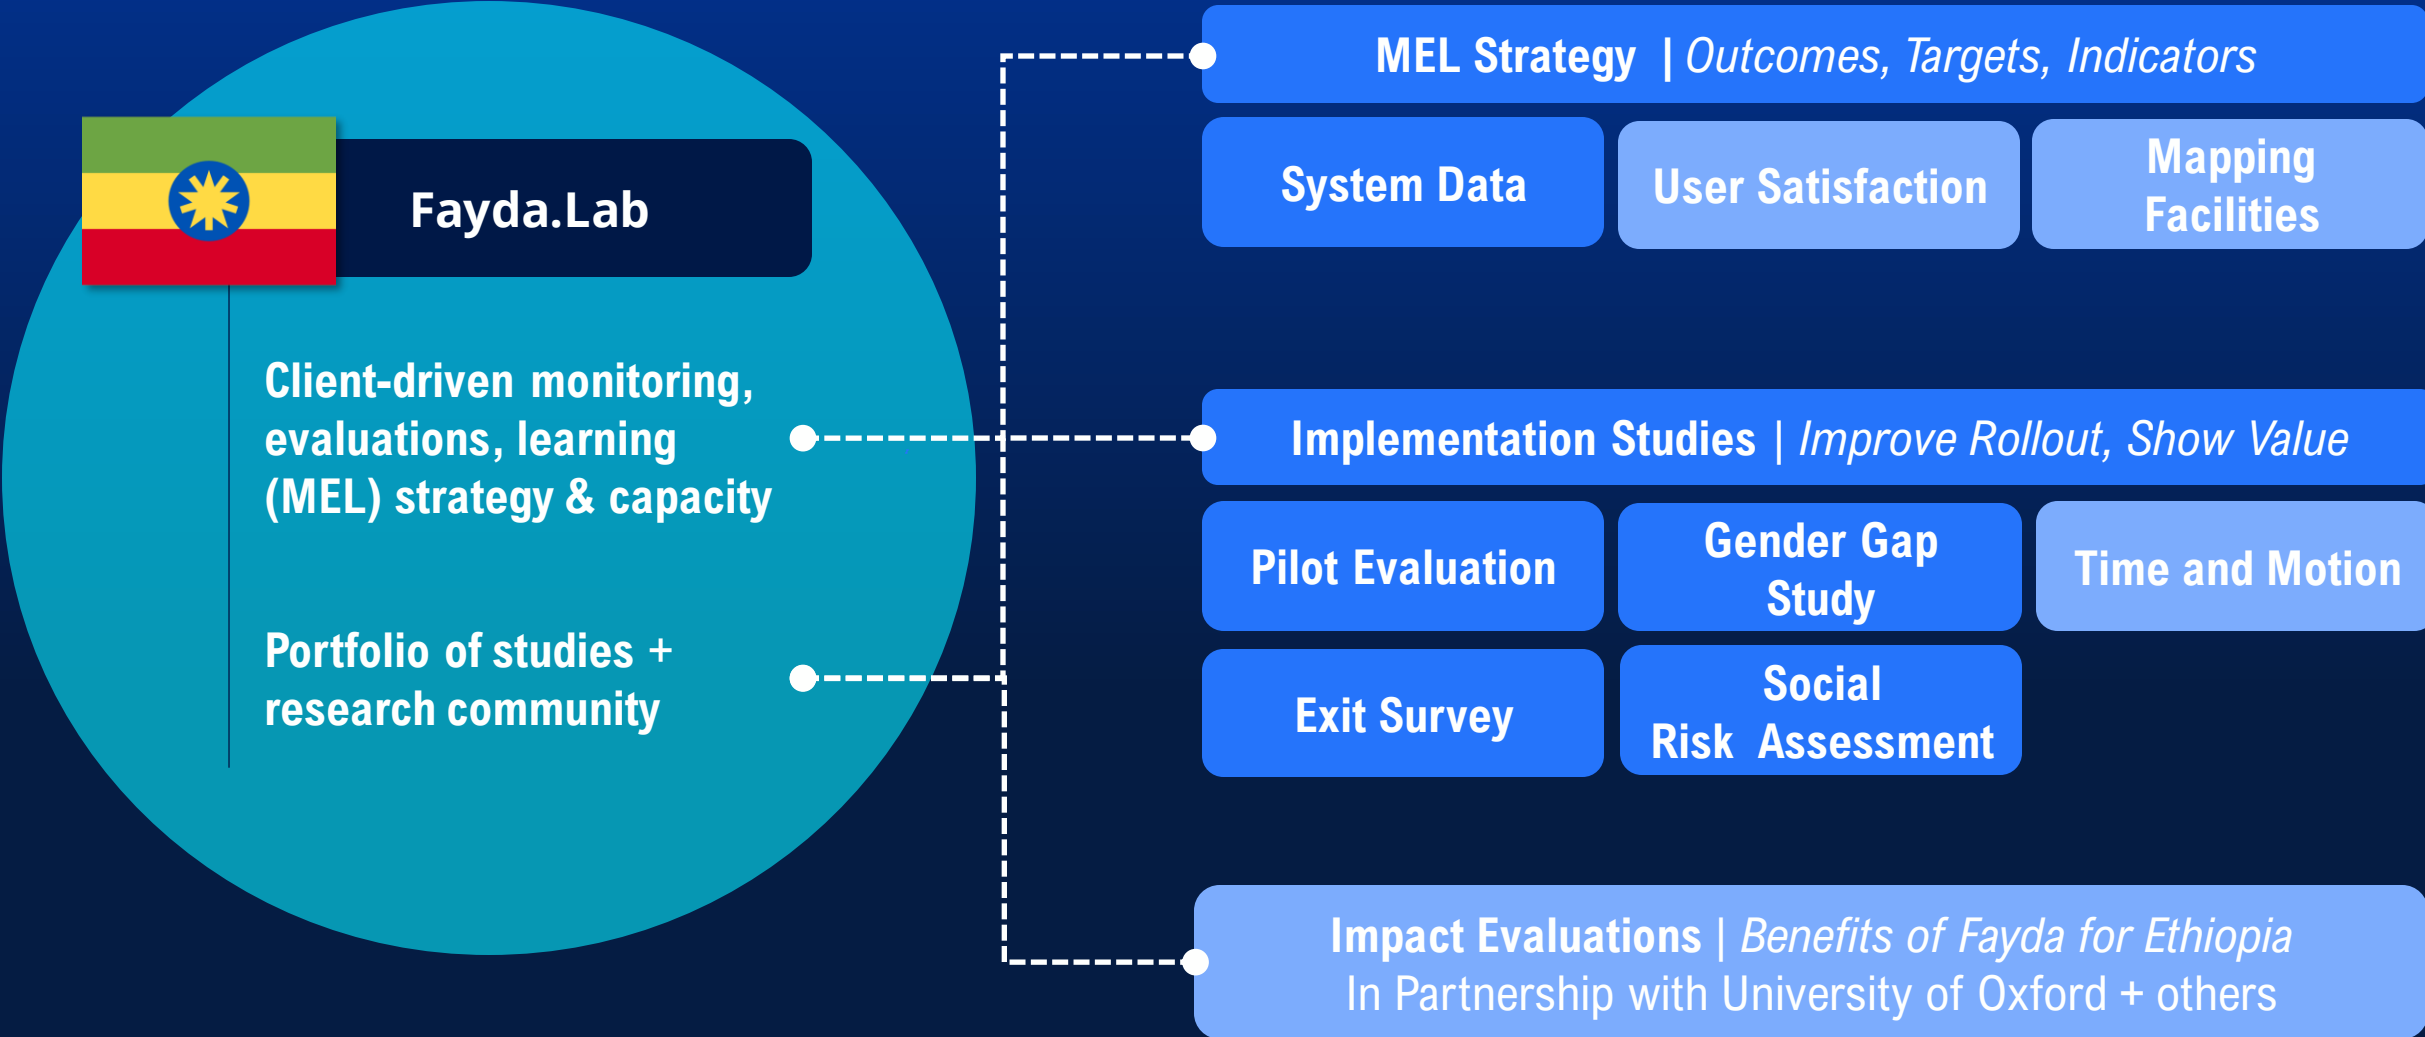 Fayda.Lab
Client-driven monitoring,
evaluations, learning
(MEL) strategy & capacity
Portfolio of studies +
research community
MEL Strategy | Outcomes, Targets, Indicators
System Data
User Satisfaction
Mapping
Facilities
Implementation Studies | Improve Rollout, Show Value
Pilot Evaluation
Gender Gap
Study
Time and Motion
Exit Survey
Social
Risk Assessment
Impact Evaluations | Benefits of Fayda for Ethiopia
In Partnership with University of Oxford + others